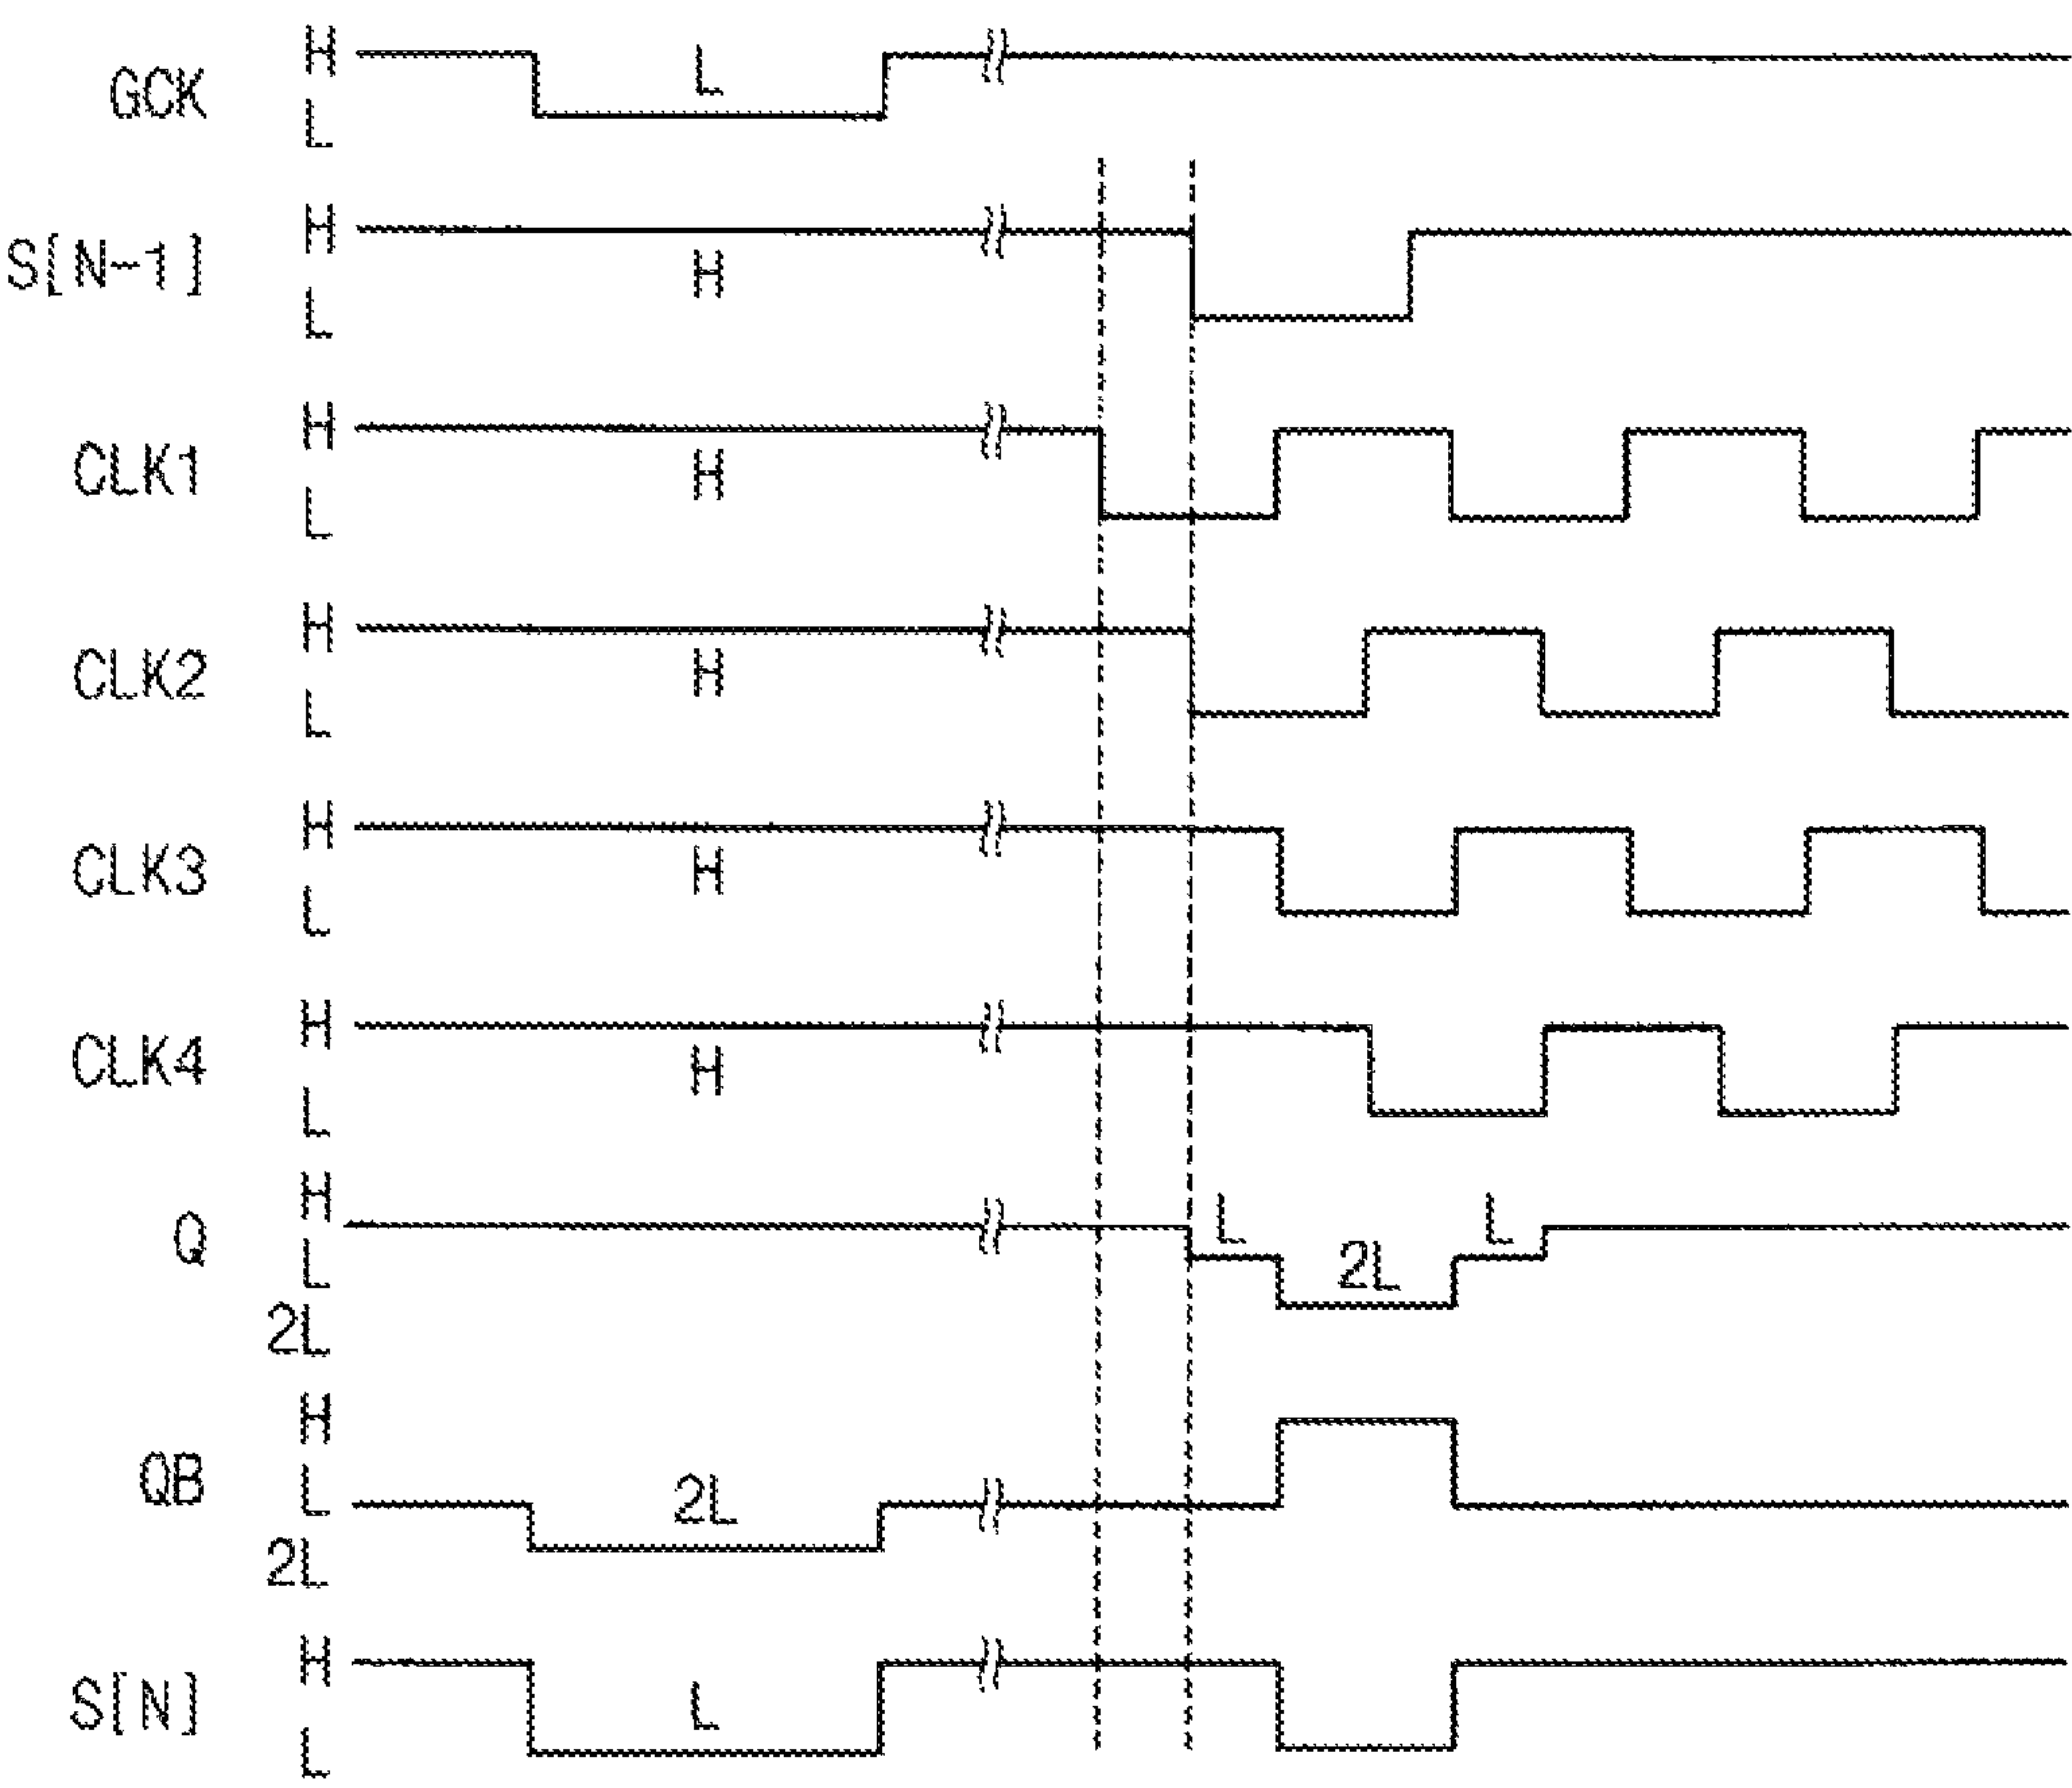 H
GCK L
L
H
S[N-1] H
L
H
CLK1 H
L
H
CLK2 H
L
H
CLK3 H
L
H
CLK4 H
L
H L L
Q L 2L
2L
H
QB L 2L
2L
H
S[N] L
L